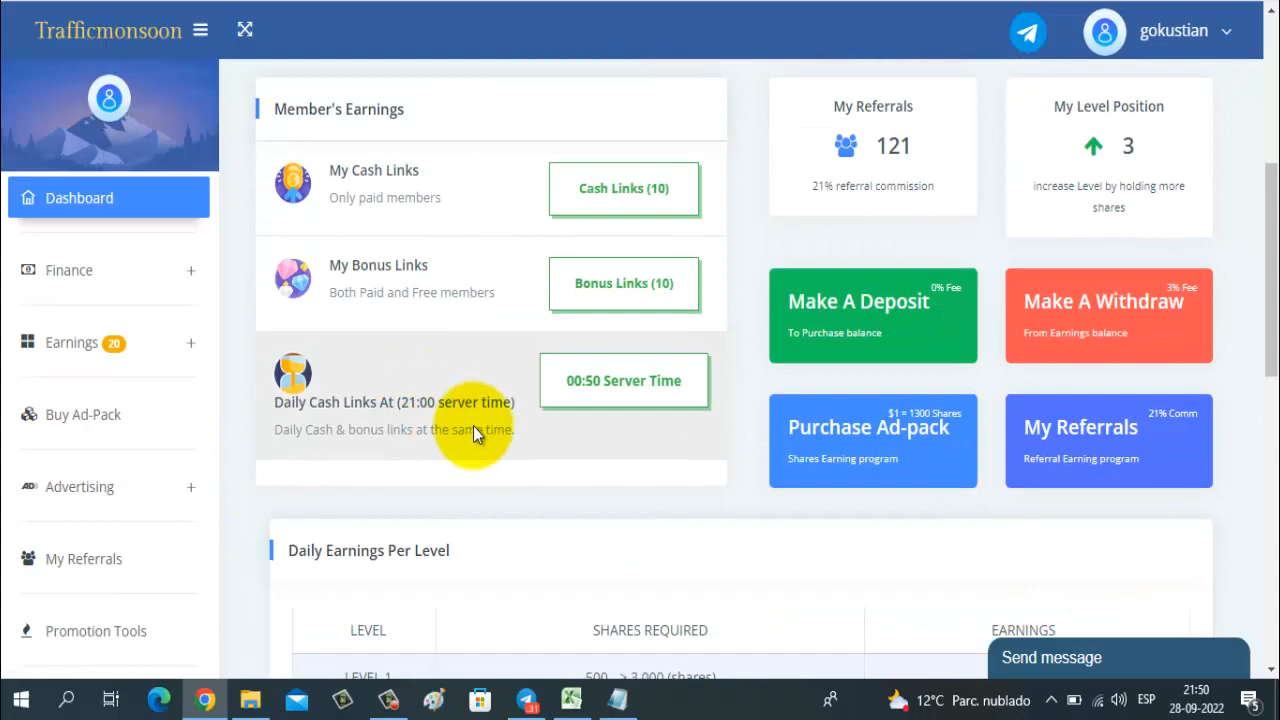 Trafficmonsoon
gokustian
Dashboard
Finance
Earnings 20
Buy Ad-Pack
Advertising
My Referrals
Promotion Tools
Member's Earnings
My Cash Links
Only paid members
Cash Links (10)
My Bonus Links
Both Paid and Free members
Bonus Links (10)
Daily Cash Links At (21:00 server time)
Daily Cash & bonus links at the same time.
00:50 Server Time
My Referrals
121
21% referral commission
My Level Position
3
increase Level by holding more
shares
0% Fee
Make A Deposit
To Purchase balance
3% Fee
Make A Withdraw
From Earnings balance
$1 = 1300 Shares
Purchase Ad-pack
Shares Earning program
21% Comm
My Referrals
Referral Earning program
Daily Earnings Per Level
LEVEL SHARES REQUIRED EARNINGS
LEVEL 1 500 -> 3,000 (shares)
Send message
12°C Parc. nublado
ESP
21:50
28-09-2022